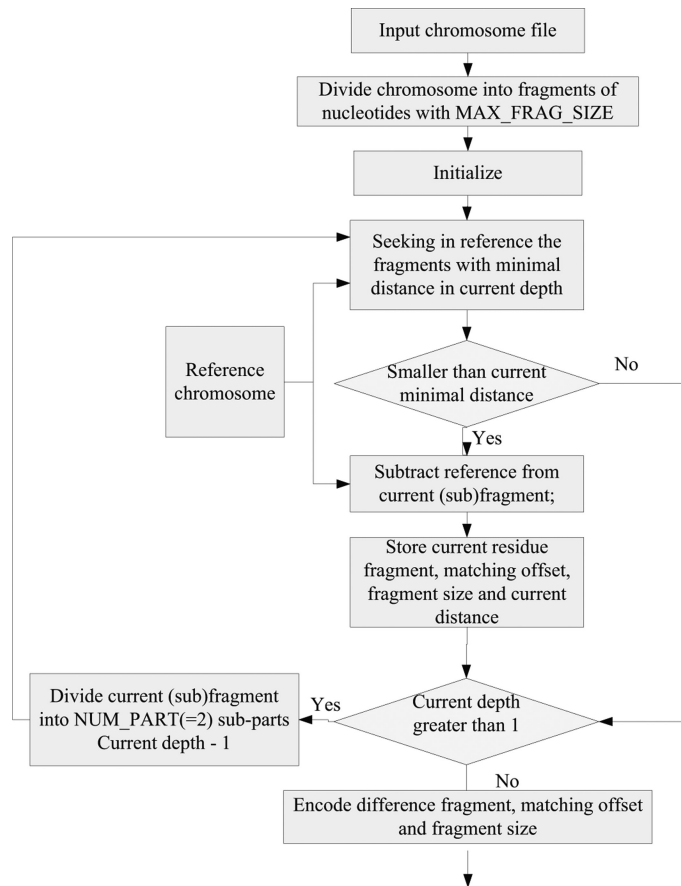 Input chromosome file
Divide chromosome into fragments of
nucleotides with MAX_FRAG_SIZE
Initialize
Seeking in reference the
fragments with minimal
distance in current depth
Reference
chromosome
Smaller than current
minimal distance
No
Yes
Subtract reference from
current (sub)fragment;
Store current residue
fragment, matching offset,
fragment size and current
distance
Divide current (sub)fragment
into NUM_PART(=2) sub-parts
Current depth - 1
Yes
Current depth
greater than 1
No
Encode difference fragment, matching offset
and fragment size